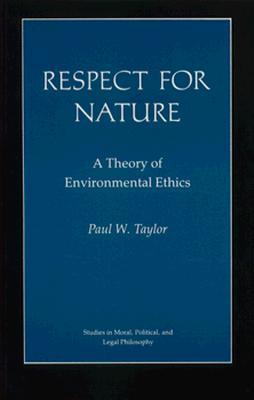 RESPECT FOR
NATURE
A Theory of
Environmental Ethics
Paul W. Taylor
Studies in Moral, Political, and
Legal Philosophy